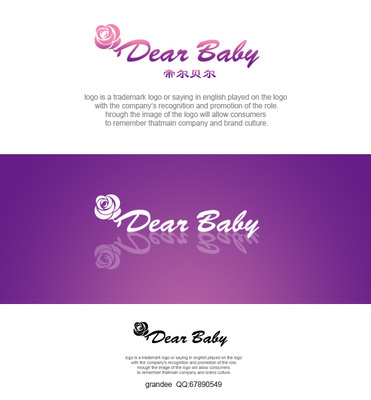 Dear Baby
帝尔贝尔
logo is a trademark logo or saying in english.played on the logo
with the company's recognition and promotion of the role.
hrough the image of the logo will allow consumers
to remember thatmain company and brand culture.
Dear Baby
Dear Baby
logo is a trademark logo or saying in english.played on the logo
with the company's recognition and promotion of the role.
through the image of the logo will allow consumers
to remember thatmain company and brand culture.
grandee QQ:67890549